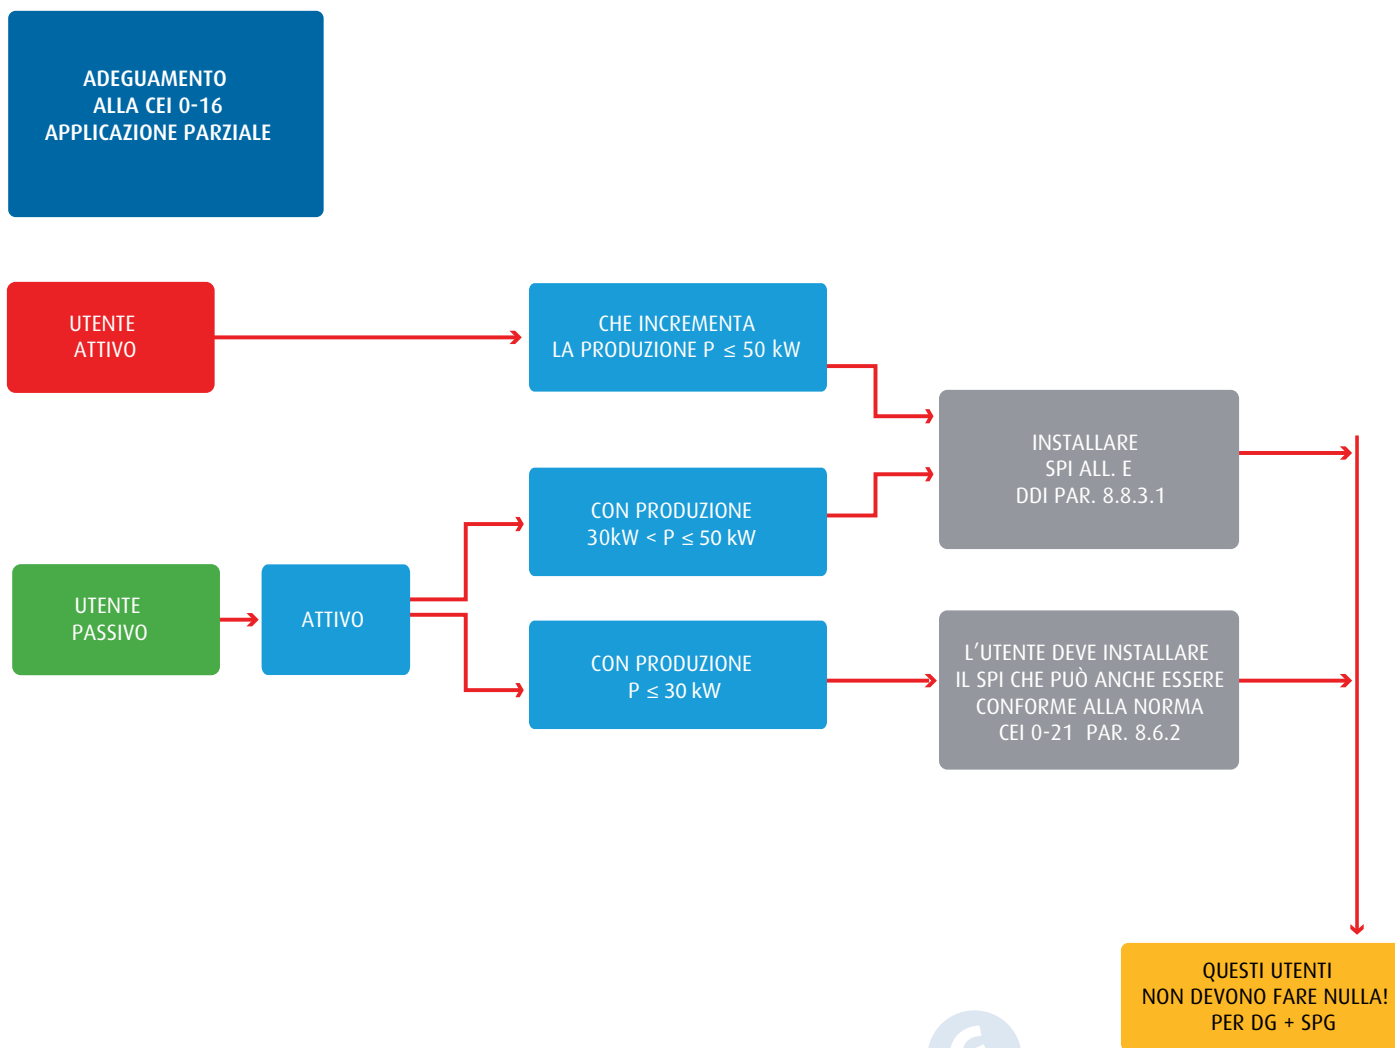 ADEGUAMENTO
ALLA CEI 0-16
APPLICAZIONE PARZIALE
UTENTE
ATTIVO
CHE INCREMENTA
LA PRODUZIONE P ≤ 50 kW
INSTALLARE
SPI ALL. E
DDI PAR. 8.8.3.1
CON PRODUZIONE
30kW < P ≤ 50 kW
UTENTE
PASSIVO
ATTIVO
CON PRODUZIONE
P ≤ 30 kW
L'UTENTE DEVE INSTALLARE
IL SPI CHE PUÒ ANCHE ESSERE
CONFORME ALLA NORMA
CEI 0-21 PAR. 8.6.2
QUESTI UTENTI
NON DEVONO FARE NULLA!
PER DG + SPG